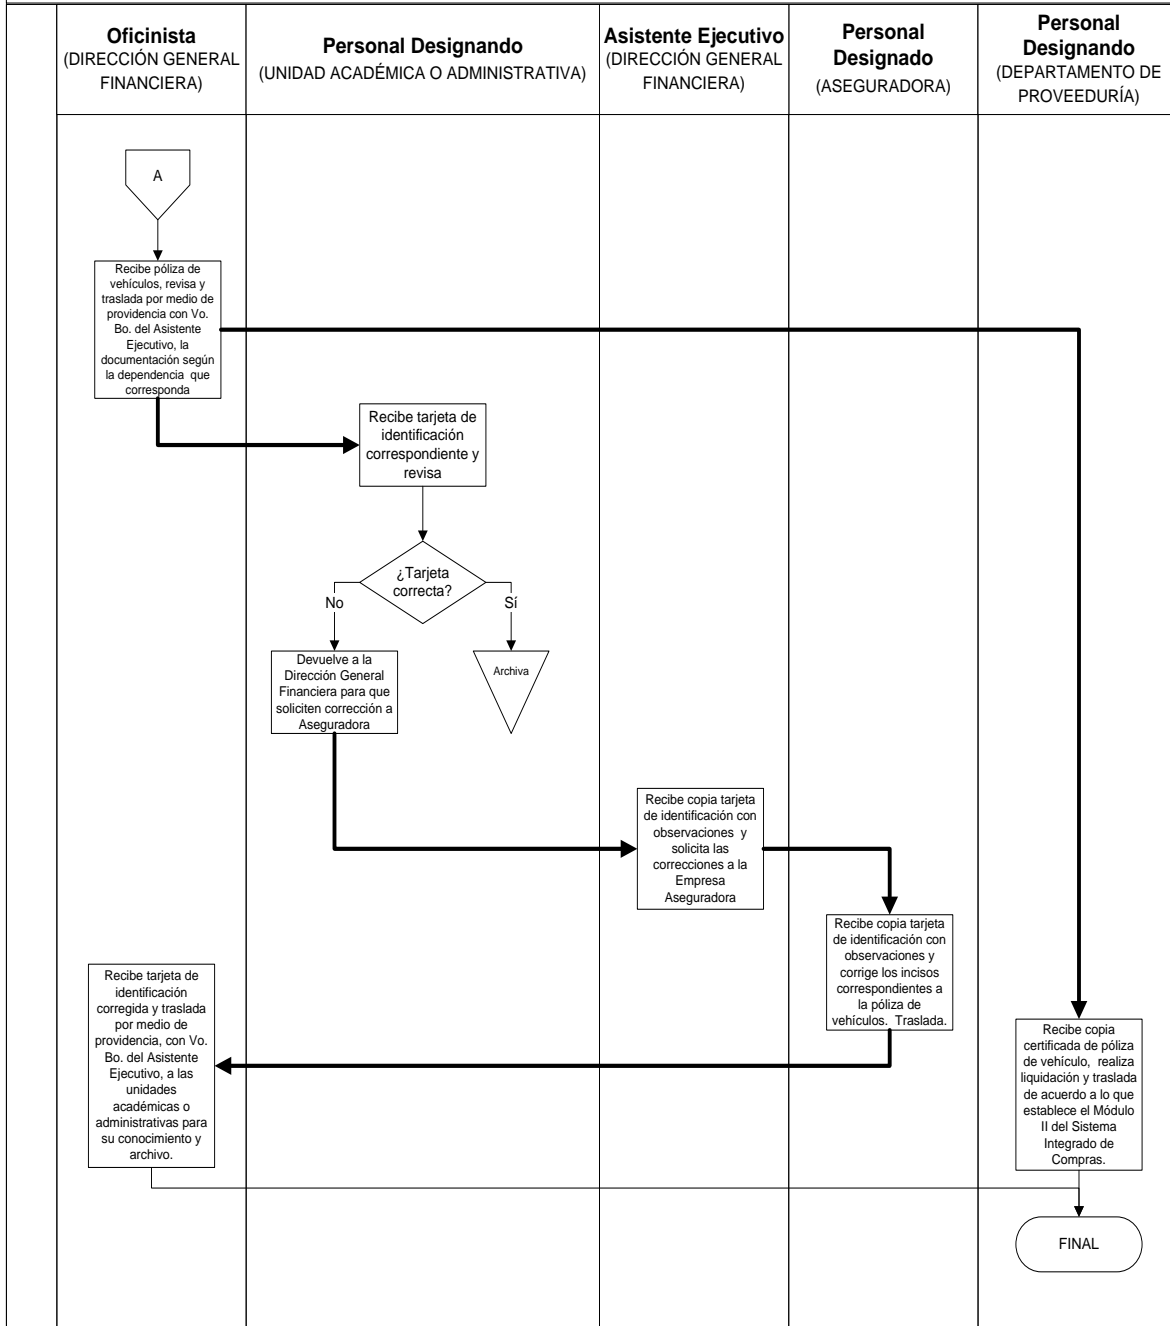 Oficinista
(DIRECCIÓN GENERAL
FINANCIERA)
Personal Designando
(UNIDAD ACADÉMICA O ADMINISTRATIVA)
Asistente Ejecutivo
(DIRECCIÓN GENERAL
FINANCIERA)
Personal
Designado
(ASEGURADORA)
Personal
Designando
(DEPARTAMENTO DE
PROVEEDURÍA)
A
Recibe póliza de
vehículos, revisa y
traslada por medio de
providencia con Vo.
Bo. del Asistente
Ejecutivo, la
documentación según
la dependencia que
corresponda
Recibe tarjeta de
identificación
correspondiente y
revisa
¿Tarjeta
correcta?
No
Sí
Devuelve a la
Dirección General
Financiera para que
soliciten corrección a
Aseguradora
Archiva
Recibe copia tarjeta
de identificación con
observaciones y
solicita las
correcciones a la
Empresa
Aseguradora
Recibe copia tarjeta
de identificación con
observaciones y
corrige los incisos
correspondientes a
la póliza de
vehículos. Traslada.
Recibe tarjeta de
identificación
corregida y traslada
por medio de
providencia, con Vo.
Bo. del Asistente
Ejecutivo, a las
unidades
académicas o
administrativas para
su conocimiento y
archivo.
Recibe copia
certificada de póliza
de vehículo, realiza
liquidación y traslada
de acuerdo a lo que
establece el Módulo
II del Sistema
Integrado de
Compras.
FINAL